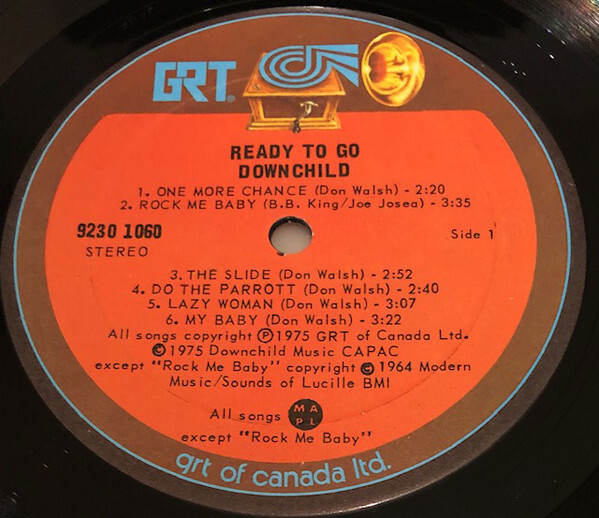 GRT®
READY TO GO
DOWNCHILD
1. ONE MORE CHANCE (Don Walsh) - 2:20
2. ROCK ME BABY (B.B. King/Joe Josea) - 3:35
9230 1060
STEREO
Side 1
3. THE SLIDE (Don Walsh) - 2:52
4. DO THE PARROTT (Don Walsh) - 2:40
5. LAZY WOMAN (Don Walsh) - 3:07
6. MY BABY (Don Walsh) - 3:22
All songs copyright ℗ 1975 GRT of Canada Ltd.
© 1975 Downchild Music CAPAC
except "Rock Me Baby" copyright © 1964 Modern
Music/Sounds of Lucille BMI
All songs MAPL
except "Rock Me Baby"
grt of canada ltd.